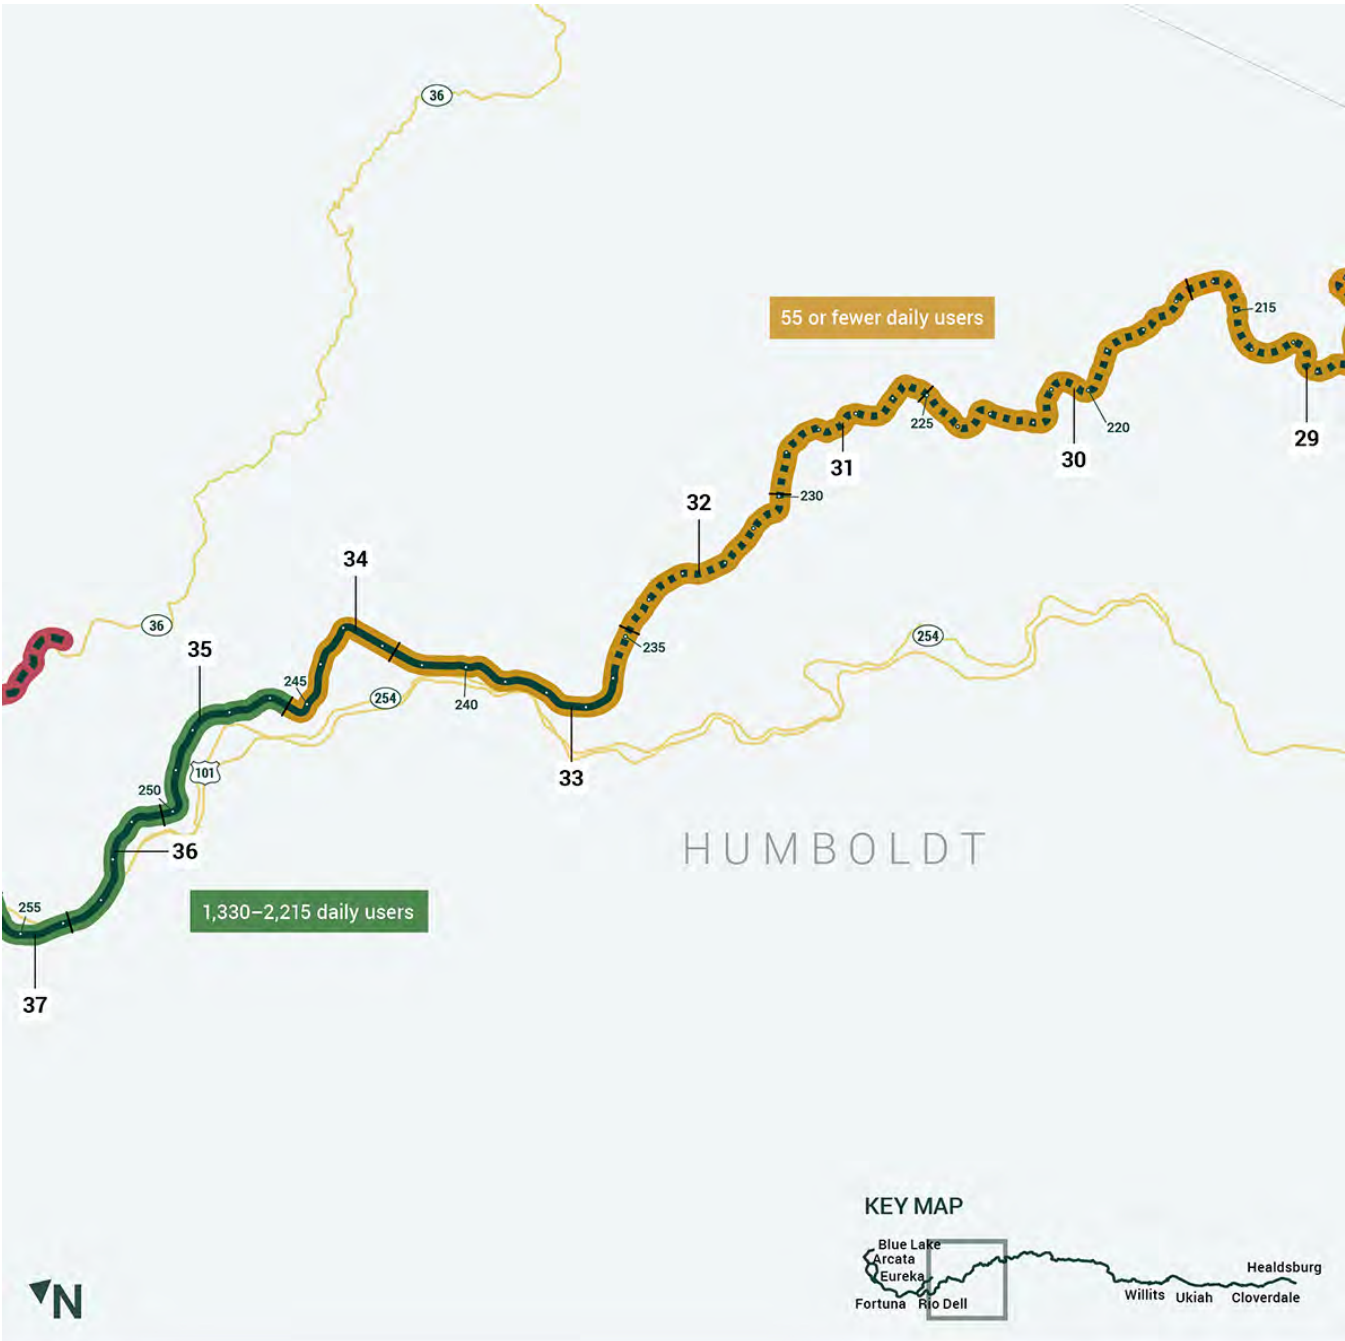 36
215
55 or fewer daily users
225
220
29
30
31
230
32
34
36
254
235
35
245
254
240
101
33
250
HUMBOLDT
36
255
1,330–2,215 daily users
37
KEY MAP
Blue Lake
Arcata
Eureka
Healdsburg
Willits
Ukiah
Cloverdale
Fortuna
Rio Dell
N